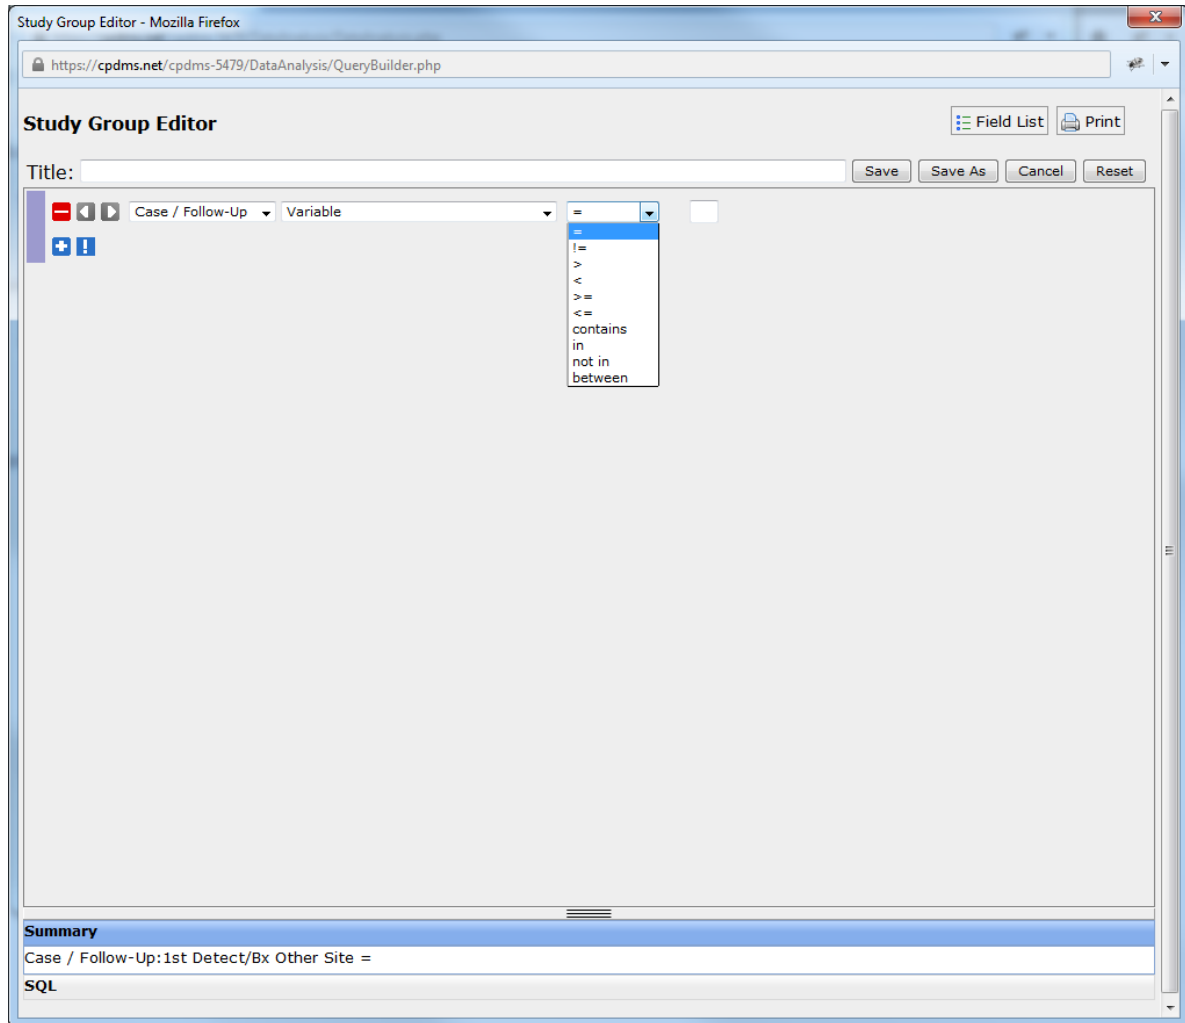 Study Group Editor - Mozilla Firefox
https://cpdms.net/cpdms-5479/DataAnalysis/QueryBuilder.php
Study Group Editor
Field List Print
Title: Save Save As Cancel Reset
Case / Follow-Up Variable =
=
!=
>
<
>=
<=
contains
in
not in
between
Summary
Case / Follow-Up:1st Detect/Bx Other Site =
SQL